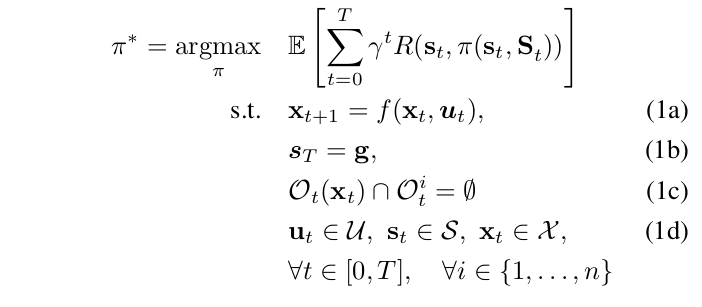 π* = argmax_π 𝔼[∑_{t=0}^{T} γ^t R(s_t, π(s_t, S_t))]
s.t. x_{t+1} = f(x_t, u_t), (1a)
s_T = g, (1b)
𝒪_t(x_t) ∩ 𝒪_t^i = ∅ (1c)
u_t ∈ 𝒰, s_t ∈ 𝒮, x_t ∈ 𝒳, (1d)
∀t ∈ [0, T], ∀i ∈ {1, …, n}